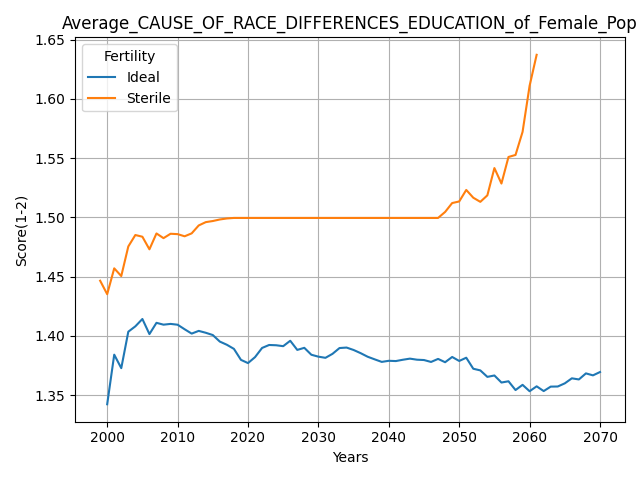 Average_CAUSE_OF_RACE_DIFFERENCES_EDUCATION_of_Female_Pop
1.65
1.60
1.55
1.50
1.45
1.40
1.35
Score(1-2)
Fertility
Ideal
Sterile
2000 2010 2020 2030 2040 2050 2060 2070
Years